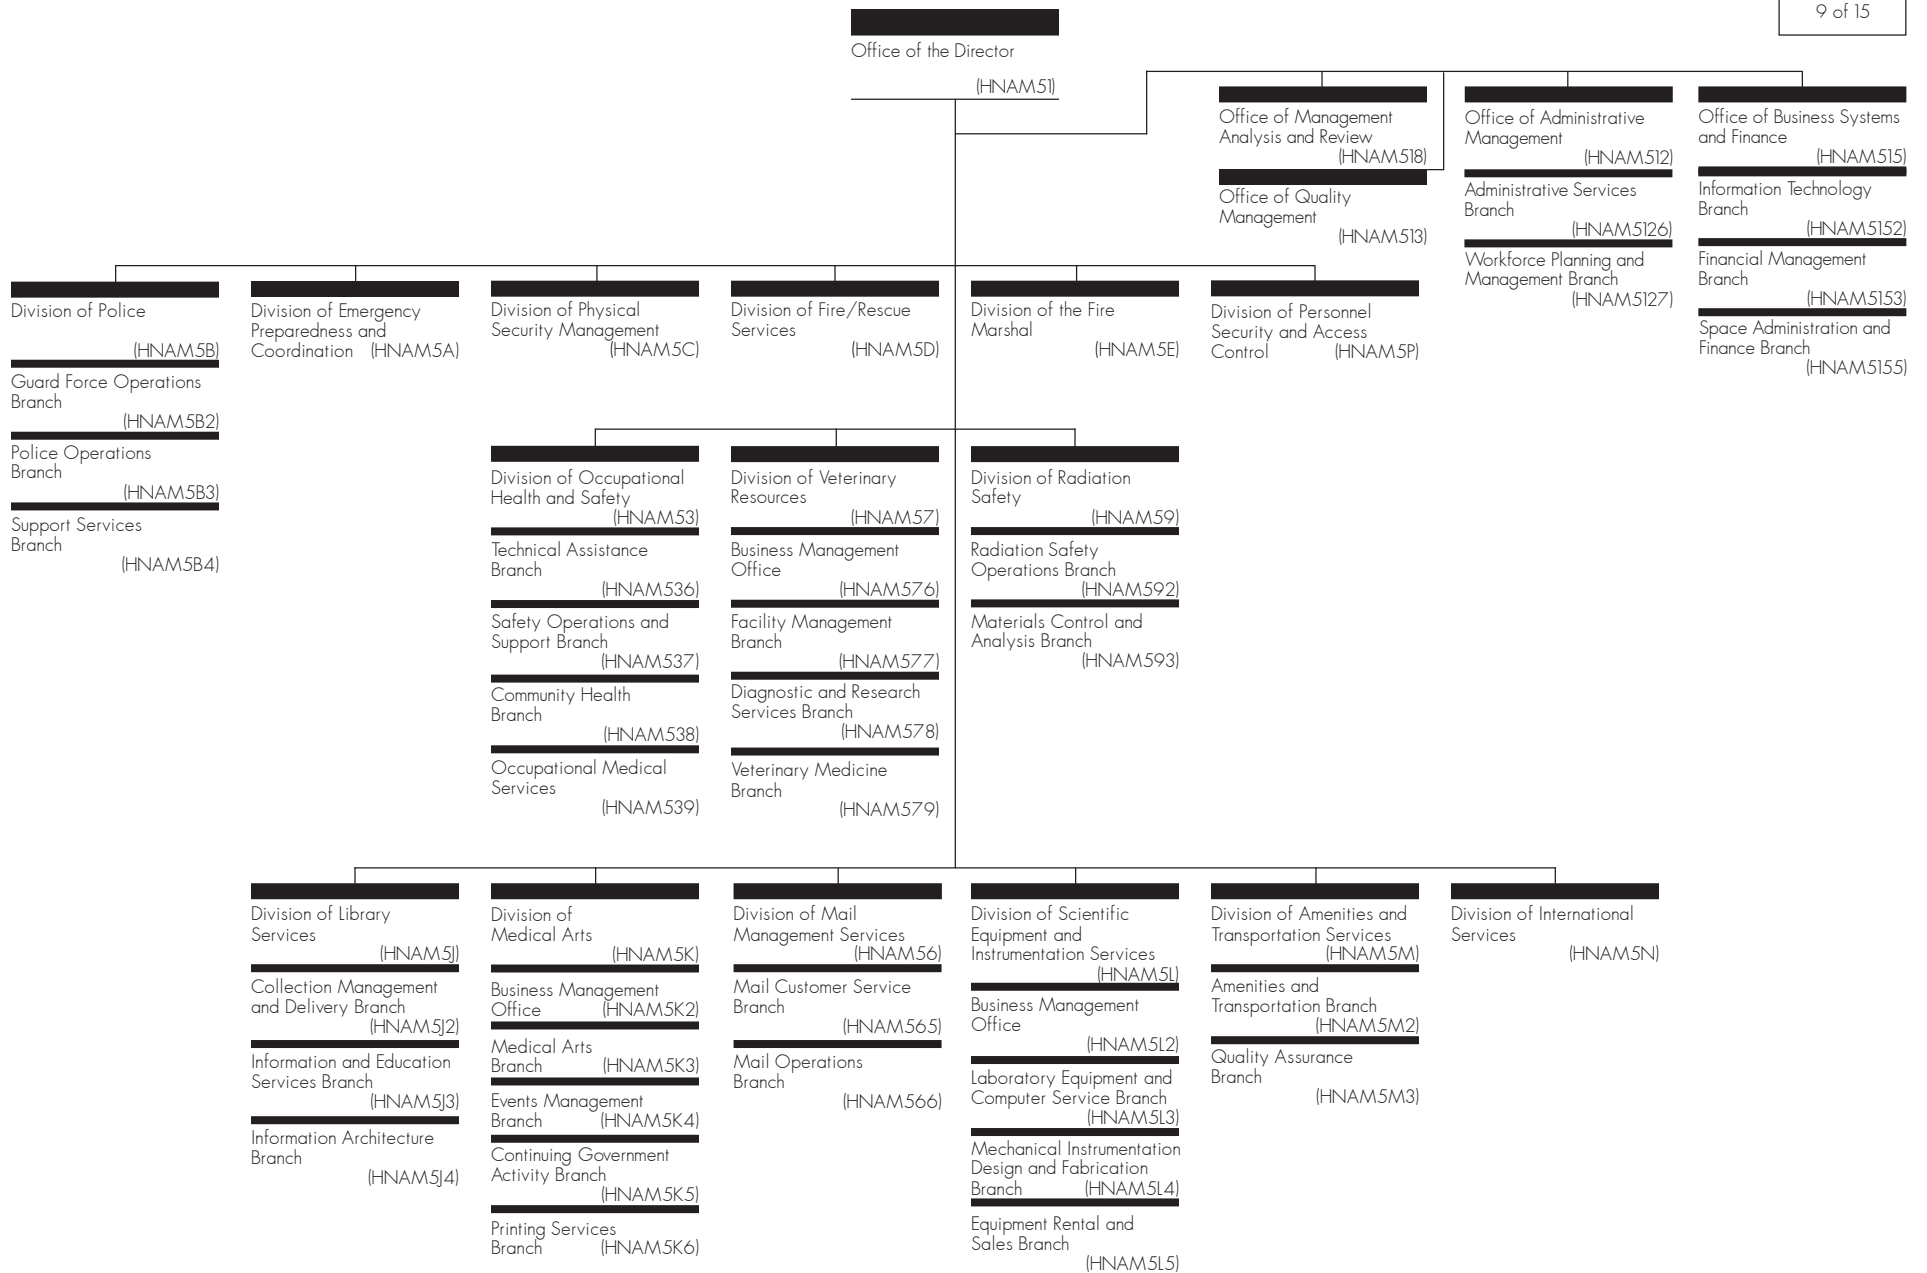 9 of 15
Office of the Director
(HNAM51)
Office of Management
Analysis and Review
(HNAM518)
Office of Quality
Management
(HNAM513)
Office of Administrative
Management
(HNAM512)
Administrative Services
Branch
(HNAM5126)
Workforce Planning and
Management Branch
(HNAM5127)
Office of Business Systems
and Finance
(HNAM515)
Information Technology
Branch
(HNAM5152)
Financial Management
Branch
(HNAM5153)
Space Administration and
Finance Branch
(HNAM5155)
Division of Police
(HNAM5B)
Guard Force Operations
Branch
(HNAM5B2)
Police Operations
Branch
(HNAM5B3)
Support Services
Branch
(HNAM5B4)
Division of Emergency
Preparedness and
Coordination (HNAM5A)
Division of Physical
Security Management
(HNAM5C)
Division of Fire/Rescue
Services
(HNAM5D)
Division of the Fire
Marshal
(HNAM5E)
Division of Personnel
Security and Access
Control (HNAM5P)
Division of Occupational
Health and Safety
(HNAM53)
Technical Assistance
Branch
(HNAM536)
Safety Operations and
Support Branch
(HNAM537)
Community Health
Branch
(HNAM538)
Occupational Medical
Services
(HNAM539)
Division of Veterinary
Resources
(HNAM57)
Business Management
Office
(HNAM576)
Facility Management
Branch
(HNAM577)
Diagnostic and Research
Services Branch
(HNAM578)
Veterinary Medicine
Branch
(HNAM579)
Division of Radiation
Safety
(HNAM59)
Radiation Safety
Operations Branch
(HNAM592)
Materials Control and
Analysis Branch
(HNAM593)
Division of Library
Services
(HNAM5J)
Collection Management
and Delivery Branch
(HNAM5J2)
Information and Education
Services Branch
(HNAM5J3)
Information Architecture
Branch
(HNAM5J4)
Division of
Medical Arts
(HNAM5K)
Business Management
Office (HNAM5K2)
Medical Arts
Branch (HNAM5K3)
Events Management
Branch (HNAM5K4)
Continuing Government
Activity Branch
(HNAM5K5)
Printing Services
Branch (HNAM5K6)
Division of Mail
Management Services
(HNAM56)
Mail Customer Service
Branch
(HNAM565)
Mail Operations
Branch
(HNAM566)
Division of Scientific
Equipment and
Instrumentation Services
(HNAM5L)
Business Management
Office
(HNAM5L2)
Laboratory Equipment and
Computer Service Branch
(HNAM5L3)
Mechanical Instrumentation
Design and Fabrication
Branch (HNAM5L4)
Equipment Rental and
Sales Branch
(HNAM5L5)
Division of Amenities and
Transportation Services
(HNAM5M)
Amenities and
Transportation Branch
(HNAM5M2)
Quality Assurance
Branch
(HNAM5M3)
Division of International
Services
(HNAM5N)